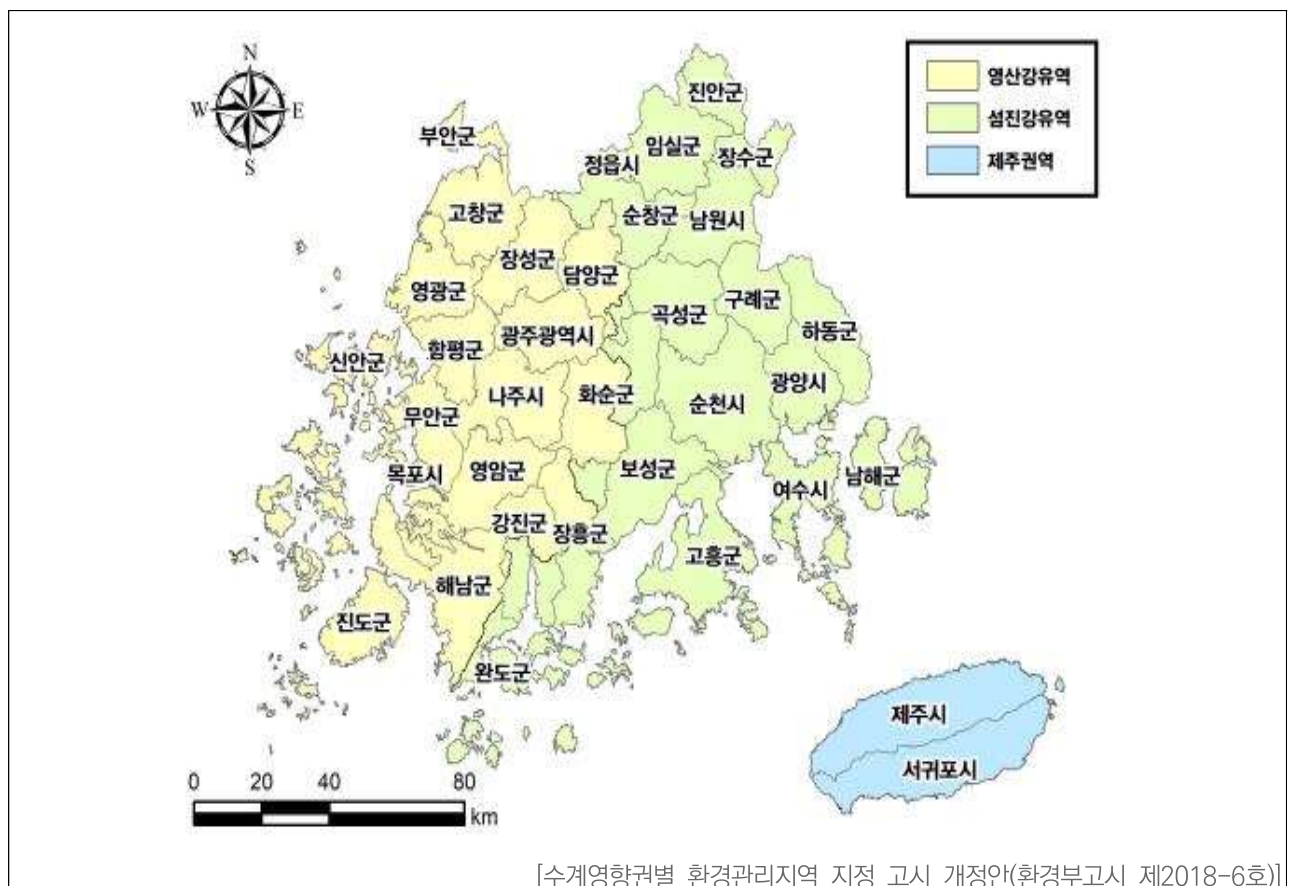 N
W E
S
영산강유역
섬진강유역
제주권역
진안군
부안군
임실군
정읍시
장수군
고창군
순창군
남원시
장성군
담양군
영광군
구례군
곡성군
하동군
광주광역시
함평군
신안군
광양시
나주시
화순군
순천시
무안군
목포시
영암군
보성군
남해군
여수시
강진군
장흥군
고흥군
해남군
진도군
완도군
제주시
서귀포시
0 20 40 80
km
[수계영향권별 환경관리지역 지정 고시 개정안(환경부고시 제2018-6호)]